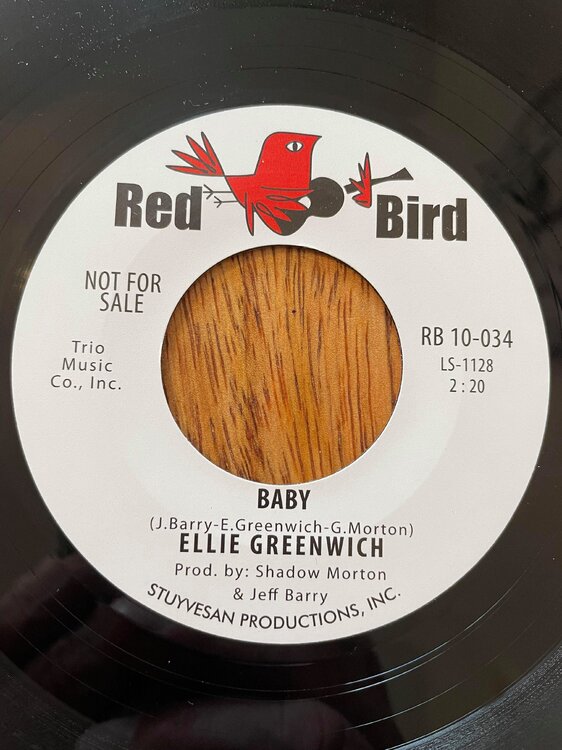 Red Bird
NOT FOR
SALE
Trio
Music
Co., Inc.
RB 10-034
LS-1128
2:20
BABY
(J.Barry-E.Greenwich-G.Morton)
ELLIE GREENWICH
Prod. by: Shadow Morton
& Jeff Barry
STUYVESAN PRODUCTIONS, INC.